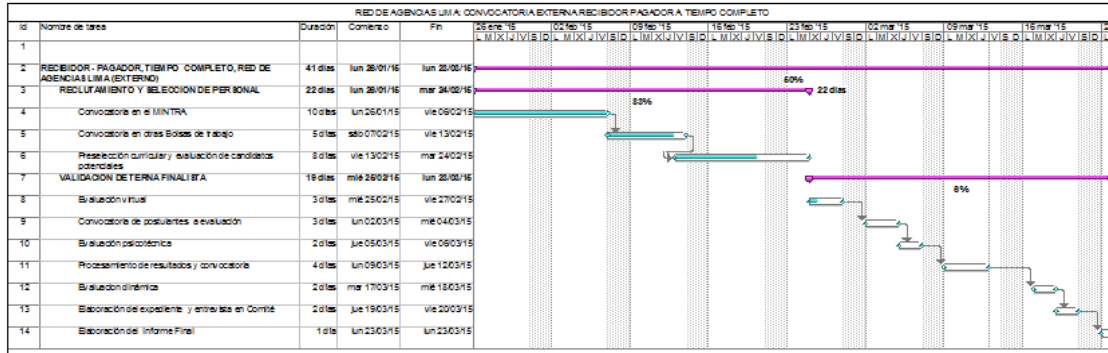 RED DE AGENCIAS LIMA: CONVOCATORIA EXTERNA RECIBIDOR PAGADOR A TIEMPO COMPLETO
Id Nombre de tarea Duración Comienzo Fin 26 ene '15 02 feb '15 09 feb '15 16 feb '15 23 feb '15 02 mar '15 09 mar '15 16 mar '15
L M X J V S D L M X J V S D L M X J V S D L M X J V S D L M X J V S D L M X J V S D L M X J V S D L M X J V S D L
1
2 RECIBIDOR - PAGADOR, TIEMPO COMPLETO, RED DE 41 días lun 26/01/15 lun 23/03/15
AGENCIAS LIMA (EXTERNO)
50%
3 RECLUTAMIENTO Y SELECCION DE PERSONAL 22 días lun 26/01/15 mar 24/02/15 22 días
83%
4 Convocatoria en el MINTRA 10 días lun 26/01/15 vie 06/02/15
5 Convocatoria en otras Bolsas de trabajo 5 días sáb 07/02/15 vie 13/02/15
6 Preselección curricular y evaluación de candidatos 8 días vie 13/02/15 mar 24/02/15
potenciales
7 VALIDACION DE TERNA FINALISTA 19 días mié 25/02/15 lun 23/03/15
6%
8 Evaluación virtual 3 días mié 25/02/15 vie 27/02/15
9 Convocatoria de postulantes a evaluación 3 días lun 02/03/15 mié 04/03/15
10 Evaluación psicotécnica 2 días jue 05/03/15 vie 06/03/15
11 Procesamiento de resultados y convocatoria 4 días lun 09/03/15 jue 12/03/15
12 Evaluacion dinámica 2 días mar 17/03/15 mié 18/03/15
13 Elaboración del expediente y entrevista en Comité 2 días jue 19/03/15 vie 20/03/15
14 Elaboración del Informe Final 1 día lun 23/03/15 lun 23/03/15